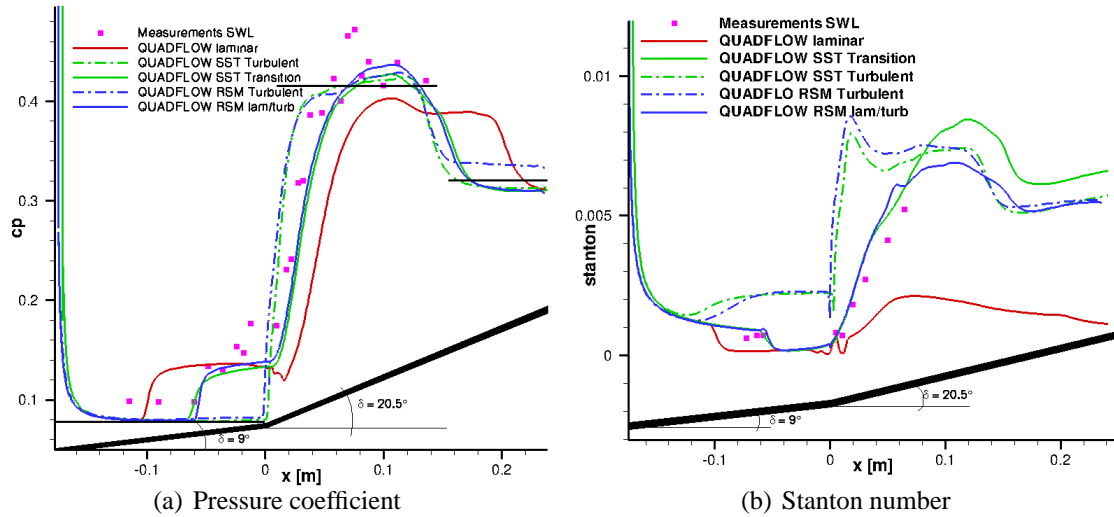 Measurements SWL
QUADFLOW laminar
QUADFLOW SST Turbulent
QUADFLOW SST Transition
QUADFLOW RSM Turbulent
QUADFLOW RSM lam/turb
0.4
0.3
0.2
0.1
cp
δ = 20.5°
δ = 9°
-0.1
0
0.1
0.2
x [m]
(a) Pressure coefficient
Measurements SWL
QUADFLOW laminar
QUADFLOW SST Transition
QUADFLOW SST Turbulent
QUADFLO RSM Turbulent
QUADFLOW RSM lam/turb
0.01
0.005
0
stanton
δ = 20.5°
δ = 9°
-0.1
0
0.1
0.2
x [m]
(b) Stanton number